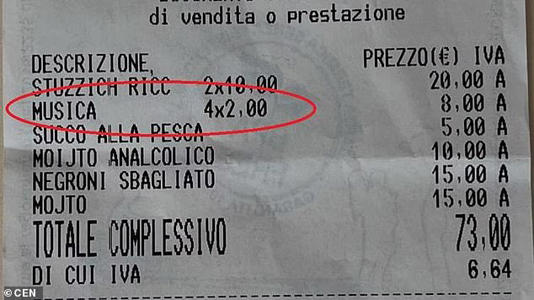 di vendita o prestazione
DESCRIZIONE, PREZZO(€) IVA
STUZZICH RICC 2x10,00 20,00 A
MUSICA 4x2,00 8,00 A
SUCCO ALLA PESCA 5,00 A
MOIJTO ANALCOLICO 10,00 A
NEGRONI SBAGLIATO 15,00 A
MOJTO 15,00 A
TOTALE COMPLESSIVO 73,00
DI CUI IVA 6,64
© CEN